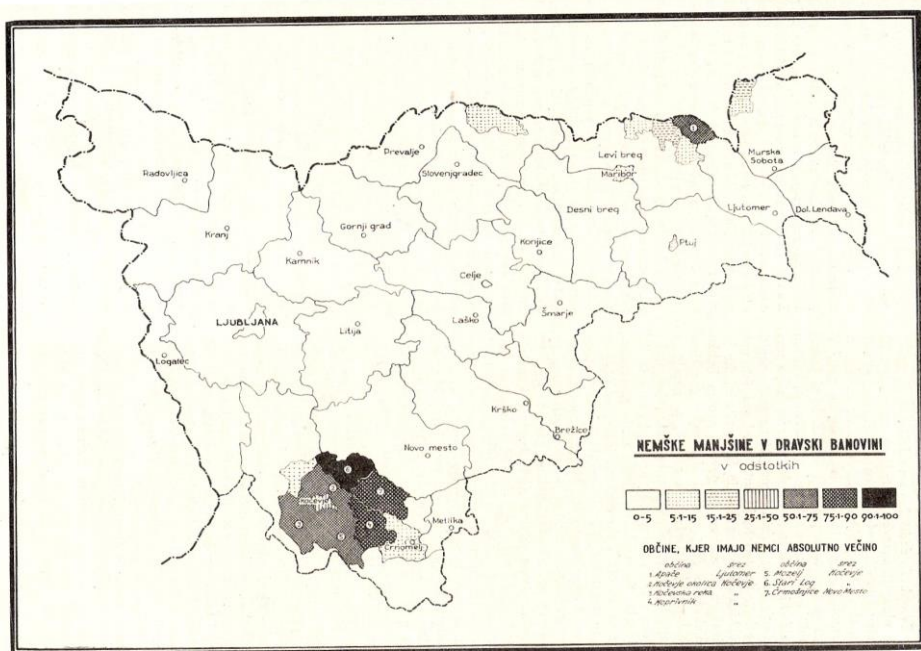 Prevalje
Slovenjgradec
Radovljica
Levi breg
Maribor
Murska
Sobota
Kranj
Gornji grad
Desni breg
Ljutomer
Dol. Lendava
Konjice
Ptuj
Kamnik
Celje
LJUBLJANA
Litija
Laško
Šmarje
Logatec
Krško
Brežice
Novo mesto
Kočevje
Metlika
Črnomelj
NEMŠKE MANJŠINE V DRAVSKI BANOVINI
v odstotkih
0-5 5·1-15 15·1-25 25·1-50 50·1-75 75·1-90 90·1-100
OBČINE, KJER IMAJO NEMCI ABSOLUTNO VEČINO
občina srez občina srez
1. Apače Ljutomer 5. Mozelj Kočevje
2. Kočevje okolica Kočevje 6. Stari Log "
3. Kočevska reka " 7. Črmošnjice Novo Mesto
4. Koprivnik "